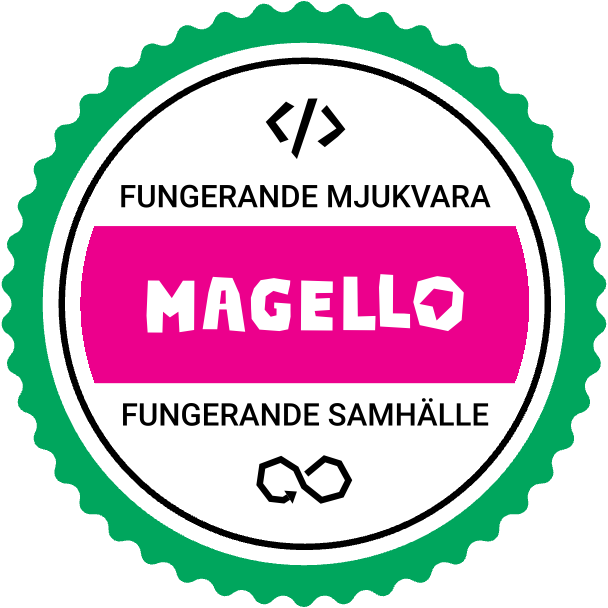 </>
FUNGERANDE MJUKVARA
MAGELLO
FUNGERANDE SAMHÄLLE